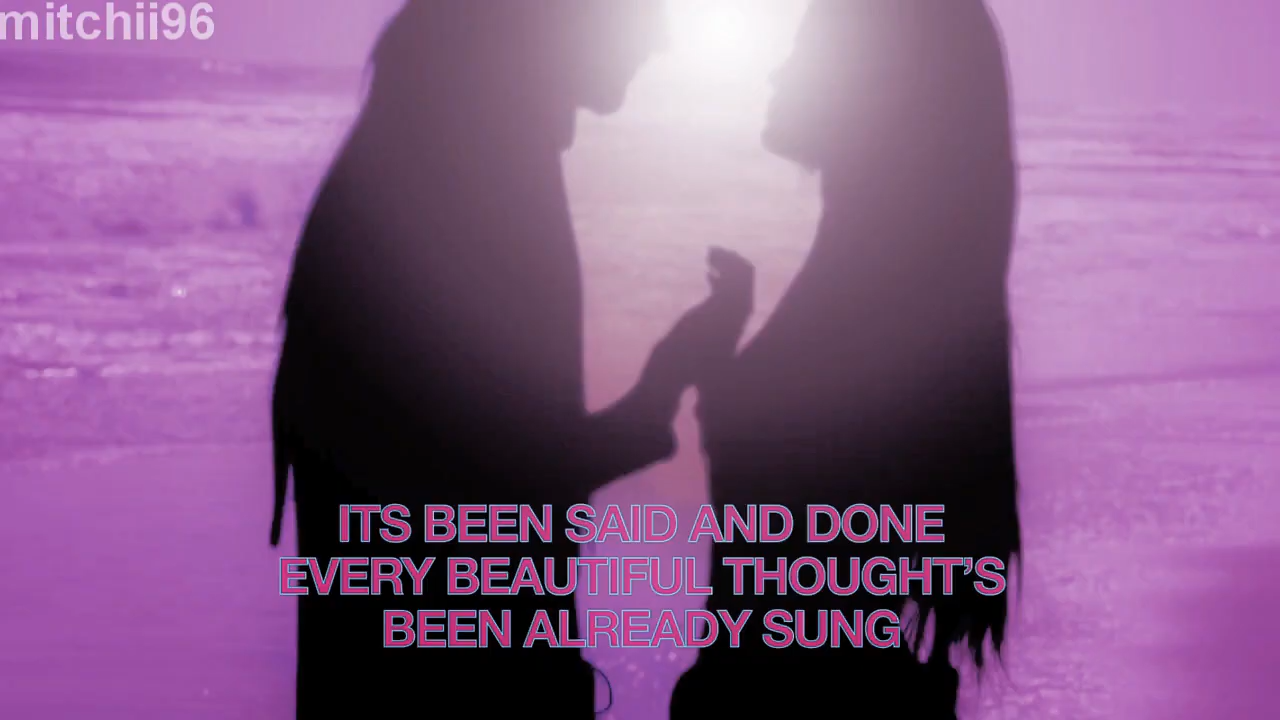 mitchii96
ITS BEEN SAID AND DONE
EVERY BEAUTIFUL THOUGHT’S
BEEN ALREADY SUNG